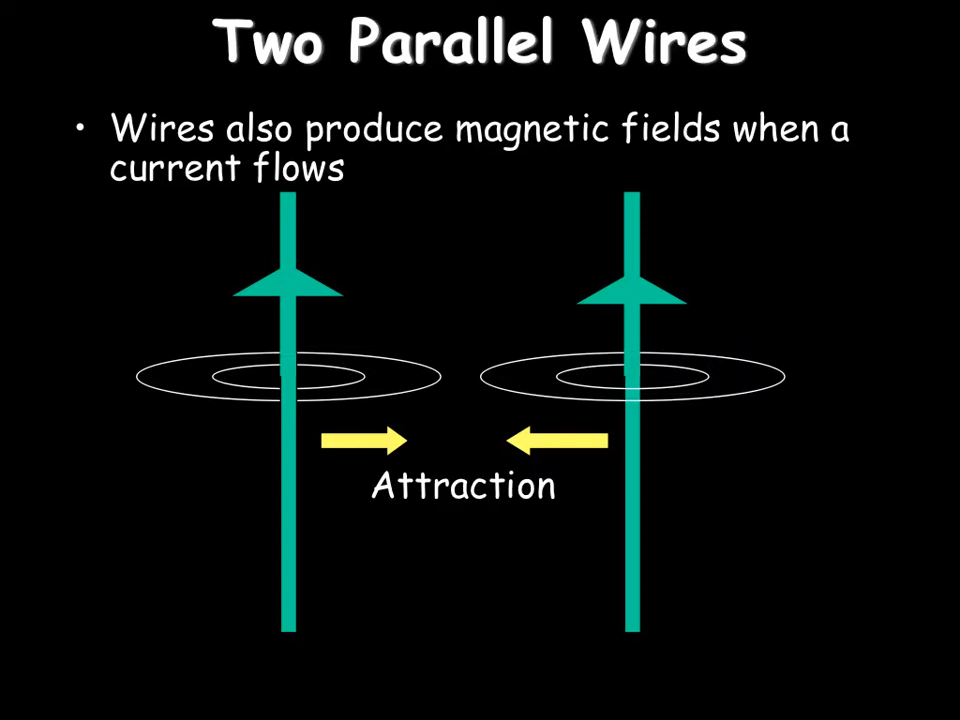 Two Parallel Wires
• Wires also produce magnetic fields when a
current flows
Attraction